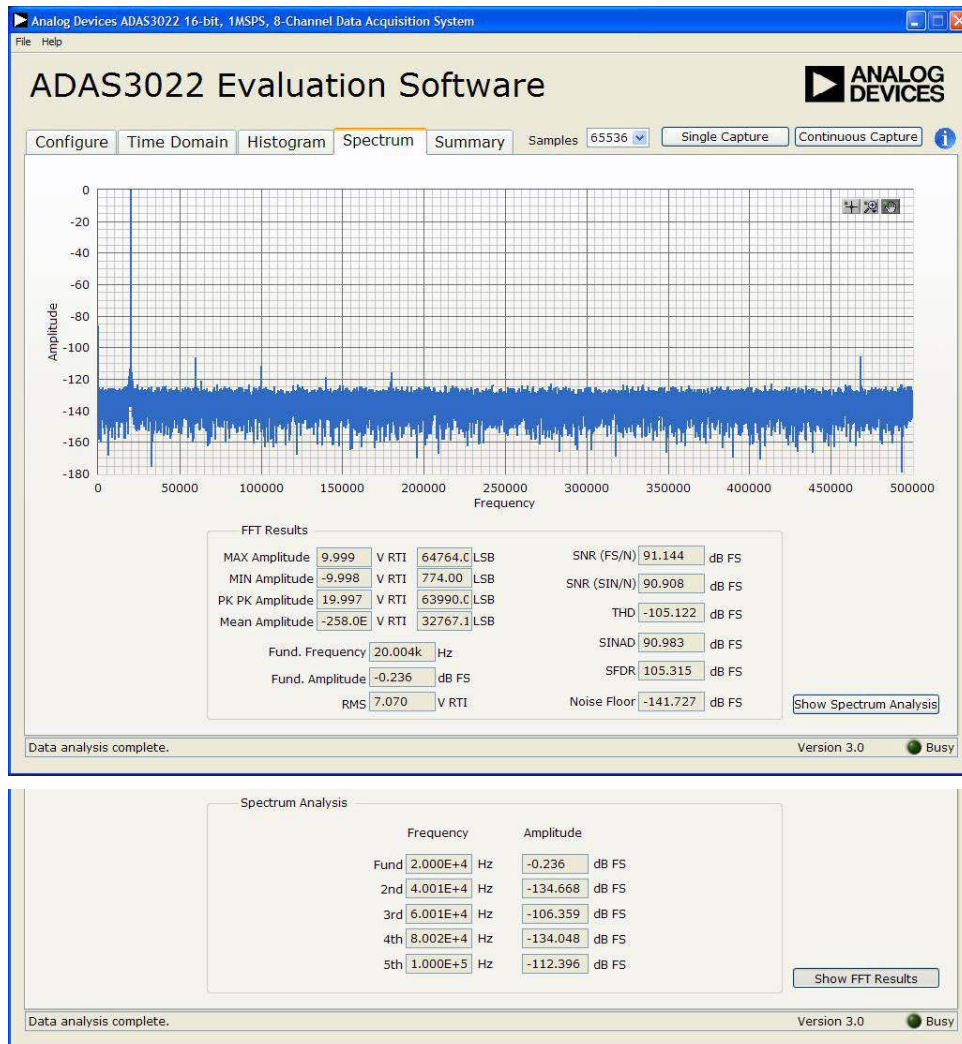 Analog Devices ADAS3022 16-bit, 1MSPS, 8-Channel Data Acquisition System
File Help
ADAS3022 Evaluation Software
ANALOG
DEVICES
Configure Time Domain Histogram Spectrum Summary Samples 65536 Single Capture Continuous Capture i
0
-20
-40
-60
-80
-100
-120
-140
-160
-180
Amplitude
0 50000 100000 150000 200000 250000 300000 350000 400000 450000 500000
Frequency
FFT Results
MAX Amplitude 9.999 V RTI 64764.0 LSB
MIN Amplitude -9.998 V RTI 774.00 LSB
PK PK Amplitude 19.997 V RTI 63990.0 LSB
Mean Amplitude -258.0E V RTI 32767.1 LSB
Fund. Frequency 20.004k Hz
Fund. Amplitude -0.236 dB FS
RMS 7.070 V RTI
SNR (FS/N) 91.144 dB FS
SNR (SIN/N) 90.908 dB FS
THD -105.122 dB FS
SINAD 90.983 dB FS
SFDR 105.315 dB FS
Noise Floor -141.727 dB FS
Show Spectrum Analysis
Data analysis complete. Version 3.0 Busy
Spectrum Analysis
Frequency Amplitude
Fund 2.000E+4 Hz -0.236 dB FS
2nd 4.001E+4 Hz -134.668 dB FS
3rd 6.001E+4 Hz -106.359 dB FS
4th 8.002E+4 Hz -134.048 dB FS
5th 1.000E+5 Hz -112.396 dB FS
Show FFT Results
Data analysis complete. Version 3.0 Busy